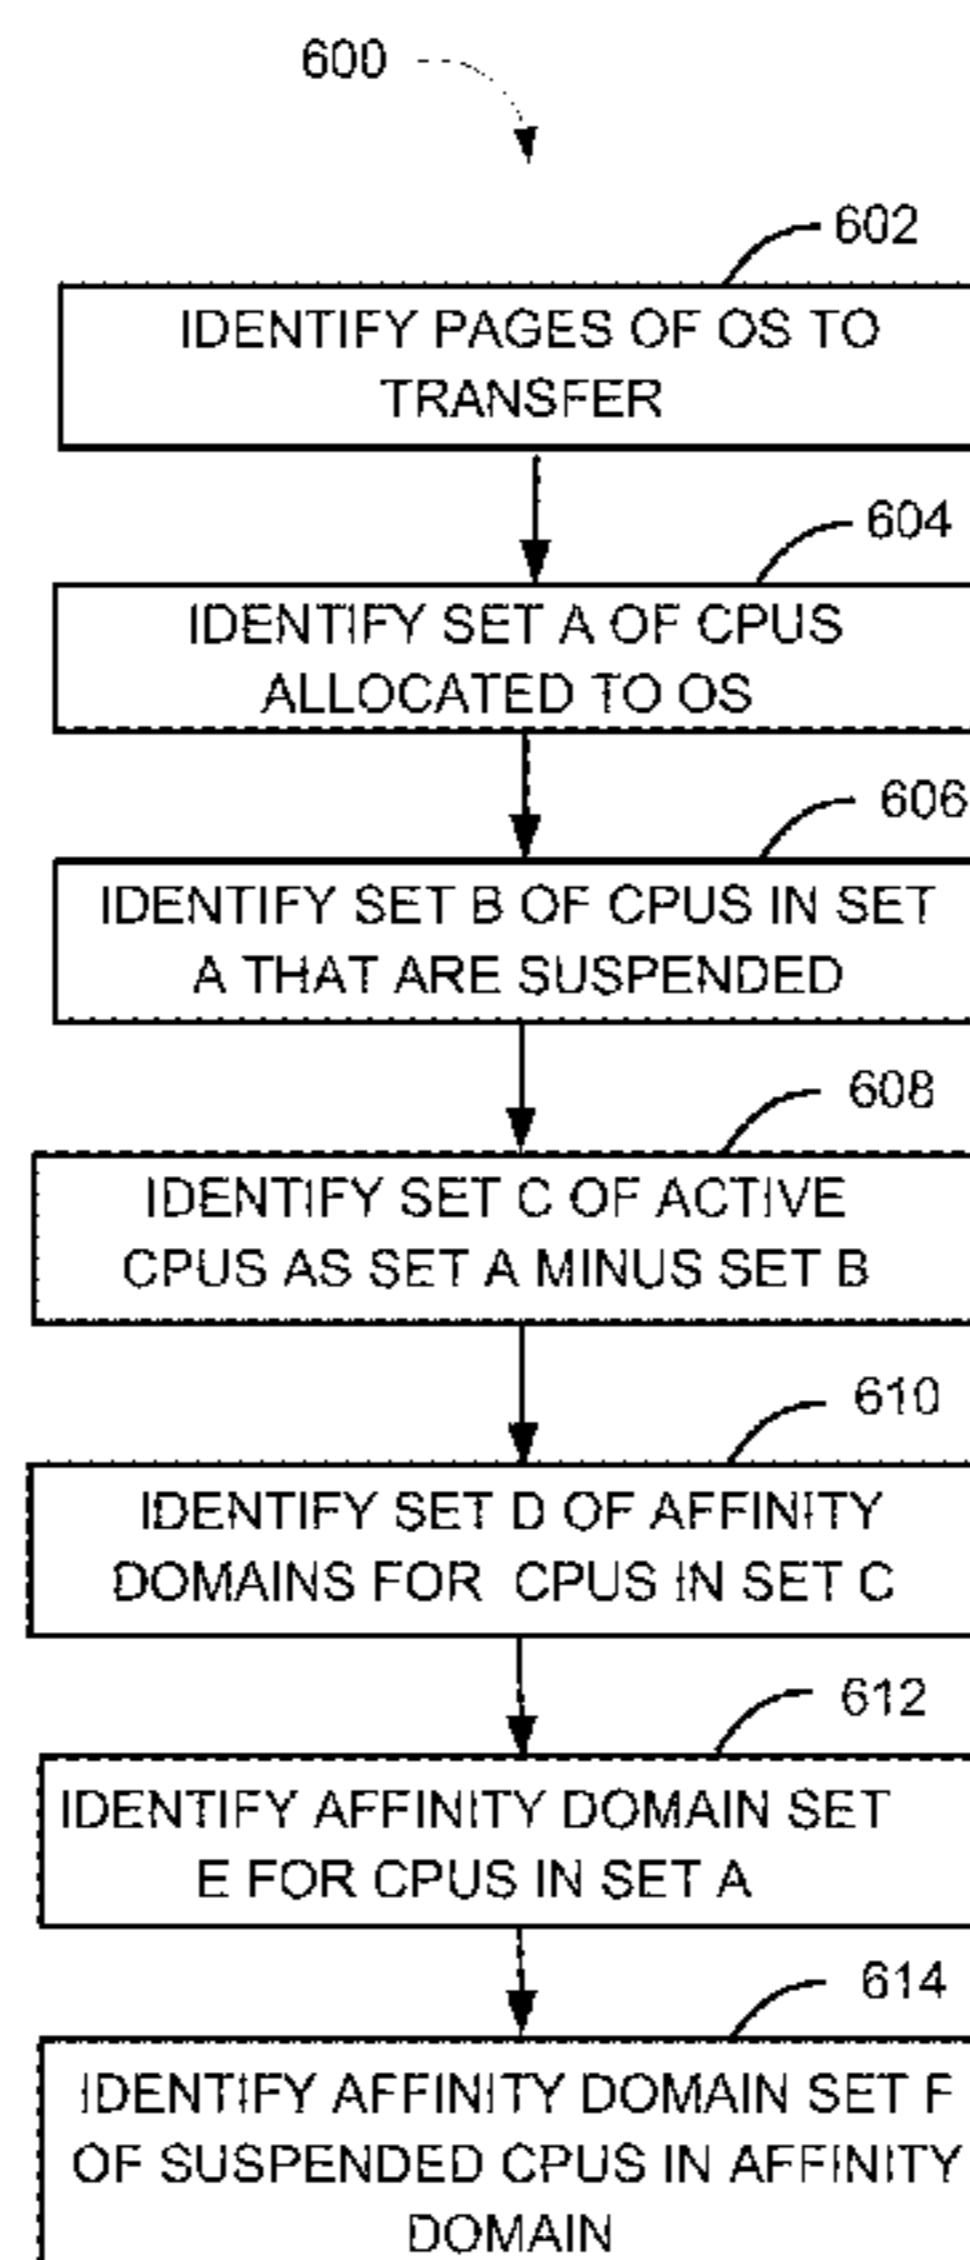 600
602
IDENTIFY PAGES OF OS TO
TRANSFER
604
IDENTIFY SET A OF CPUS
ALLOCATED TO OS
606
IDENTIFY SET B OF CPUS IN SET
A THAT ARE SUSPENDED
608
IDENTIFY SET C OF ACTIVE
CPUS AS SET A MINUS SET B
610
IDENTIFY SET D OF AFFINITY
DOMAINS FOR CPUS IN SET C
612
IDENTIFY AFFINITY DOMAIN SET
E FOR CPUS IN SET A
614
IDENTIFY AFFINITY DOMAIN SET F
OF SUSPENDED CPUS IN AFFINITY
DOMAIN